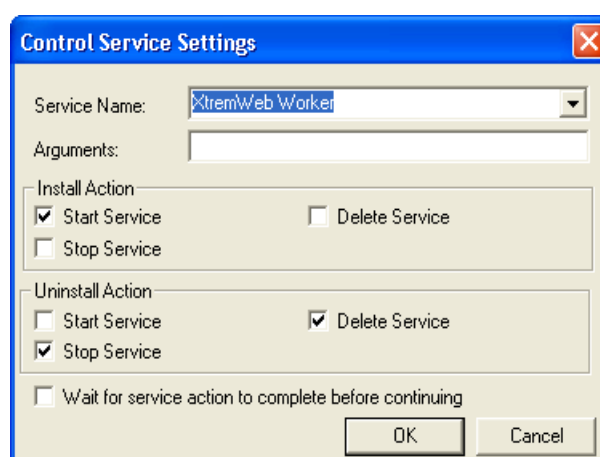 Control Service Settings
Service Name: XtremWeb Worker
Arguments:
Install Action
Start Service Delete Service
Stop Service
Uninstall Action
Start Service Delete Service
Stop Service
Wait for service action to complete before continuing
OK Cancel